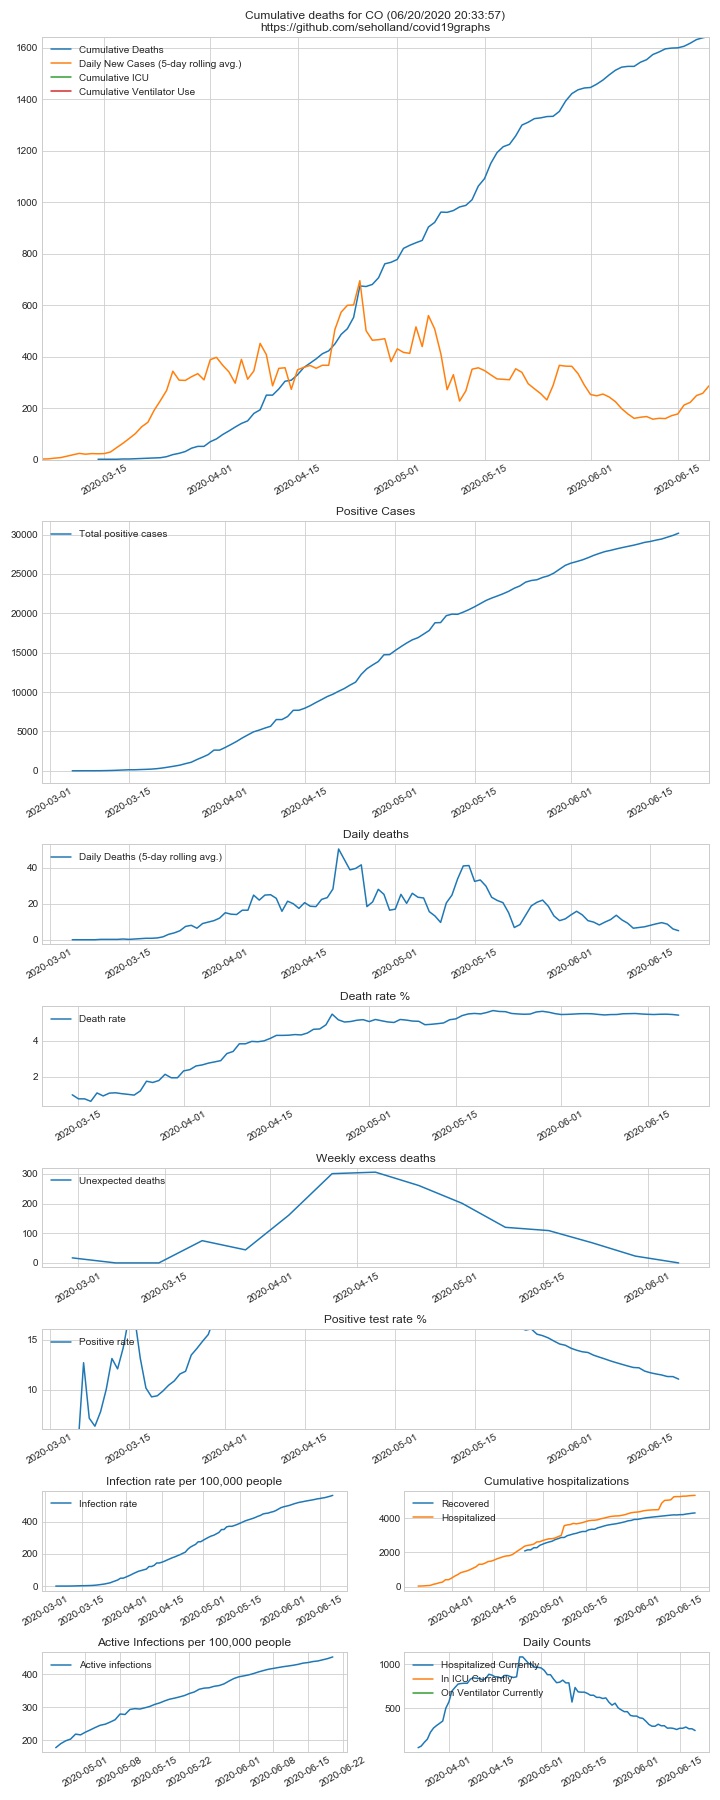 Cumulative deaths for CO (06/20/2020 20:33:57)
https://github.com/seholland/covid19graphs
Cumulative Deaths
Daily New Cases (5-day rolling avg.)
Cumulative ICU
Cumulative Ventilator Use
1600
1400
1200
1000
800
600
400
200
0
2020-03-15 2020-04-01 2020-04-15 2020-05-01 2020-05-15 2020-06-01 2020-06-15
Positive Cases
Total positive cases
30000
25000
20000
15000
10000
5000
0
2020-03-01 2020-03-15 2020-04-01 2020-04-15 2020-05-01 2020-05-15 2020-06-01 2020-06-15
Daily deaths
Daily Deaths (5-day rolling avg.)
40
20
0
2020-03-01 2020-03-15 2020-04-01 2020-04-15 2020-05-01 2020-05-15 2020-06-01 2020-06-15
Death rate %
Death rate
4
2
2020-03-15 2020-04-01 2020-04-15 2020-05-01 2020-05-15 2020-06-01 2020-06-15
Weekly excess deaths
Unexpected deaths
300
200
100
0
2020-03-01 2020-03-15 2020-04-01 2020-04-15 2020-05-01 2020-05-15 2020-06-01
Positive test rate %
Positive rate
15
10
2020-03-01 2020-03-15 2020-04-01 2020-04-15 2020-05-01 2020-05-15 2020-06-01 2020-06-15
Infection rate per 100,000 people
Infection rate
400
200
0
2020-03-01 2020-03-15 2020-04-01 2020-04-15 2020-05-01 2020-05-15 2020-06-01 2020-06-15
Cumulative hospitalizations
Recovered
Hospitalized
4000
2000
0
2020-04-01 2020-04-15 2020-05-01 2020-05-15 2020-06-01 2020-06-15
Active Infections per 100,000 people
Active infections
400
300
200
2020-05-01 2020-05-08 2020-05-15 2020-05-22 2020-06-01 2020-06-08 2020-06-15 2020-06-22
Daily Counts
Hospitalized Currently
In ICU Currently
On Ventilator Currently
1000
500
2020-04-01 2020-04-15 2020-05-01 2020-05-15 2020-06-01 2020-06-15